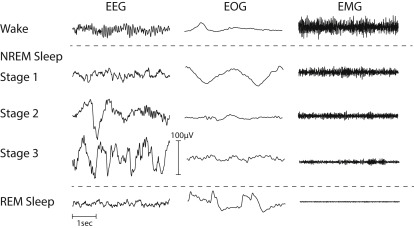 EEG EOG EMG
Wake
NREM Sleep
Stage 1
Stage 2
100µV
Stage 3
REM Sleep
1sec